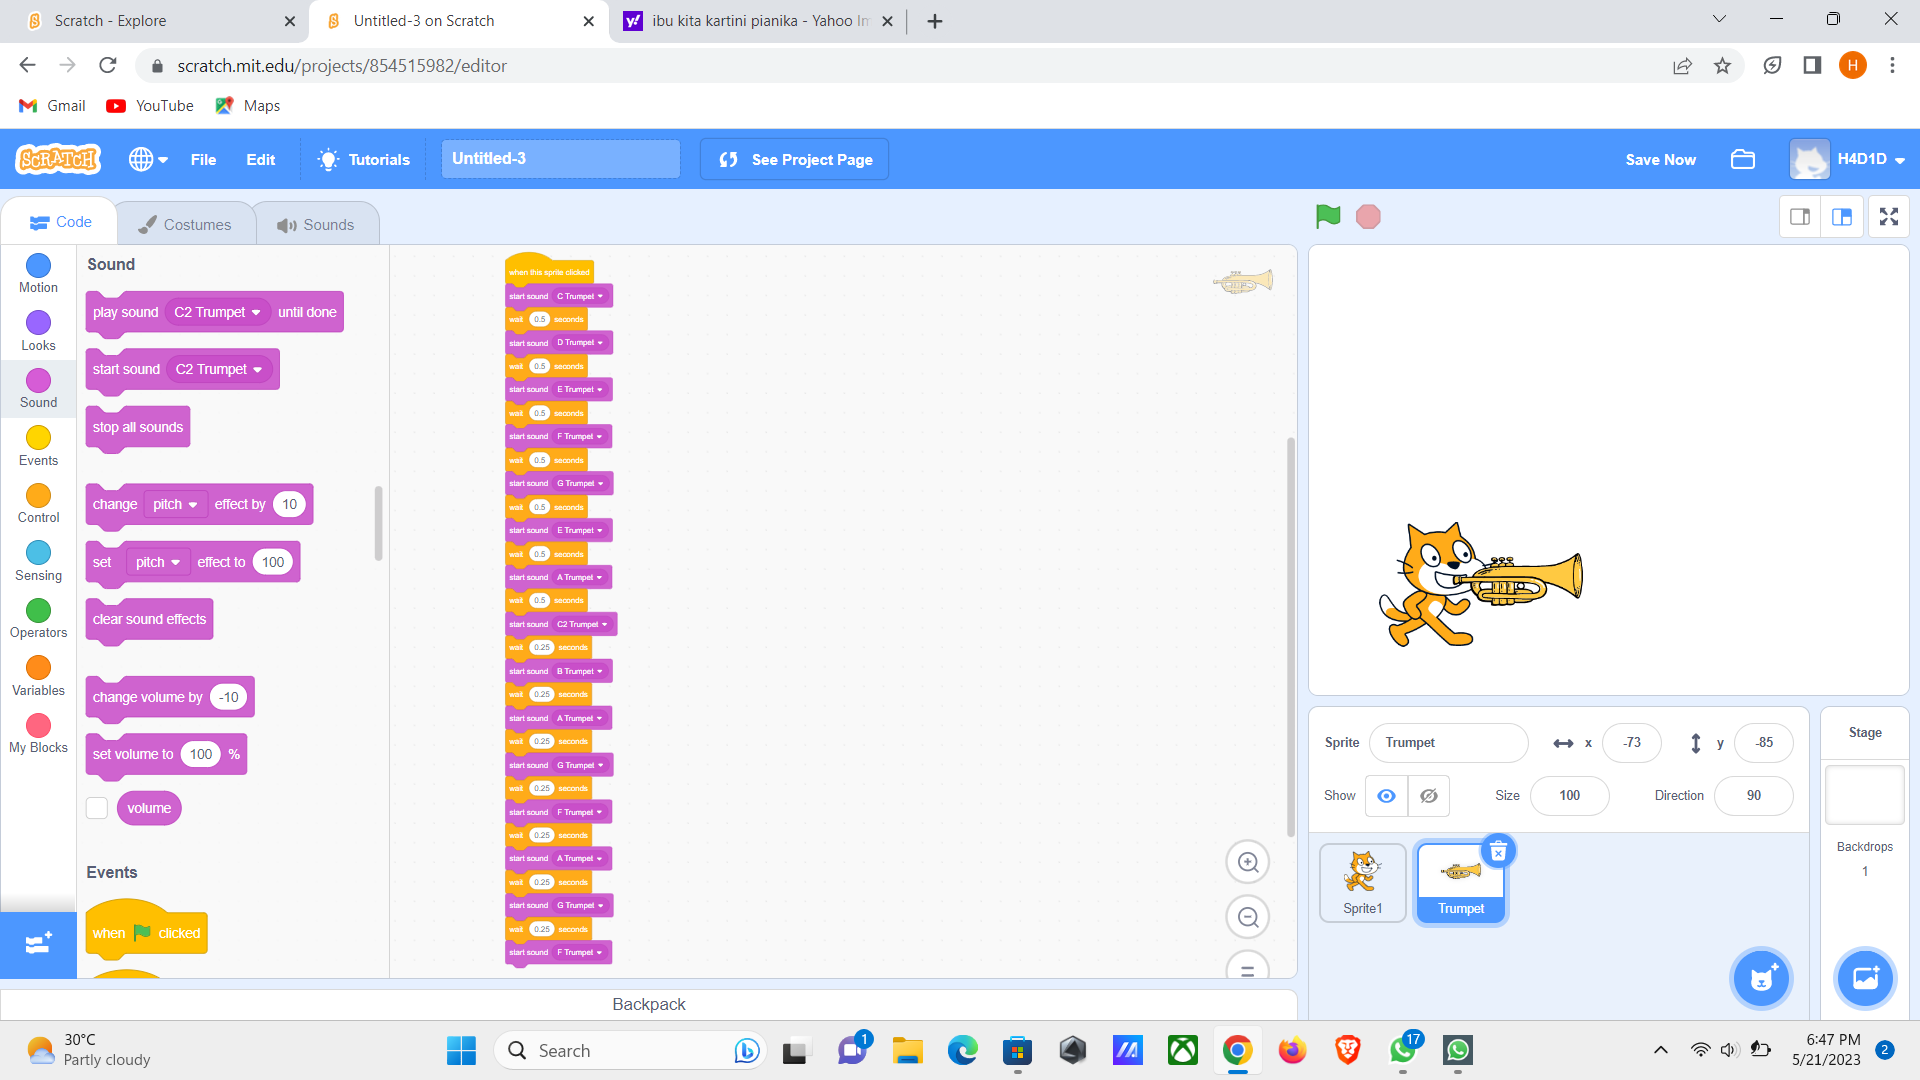 Scratch - Explore
Untitled-3 on Scratch
ibu kita kartini pianika - Yahoo In
scratch.mit.edu/projects/854515982/editor
H
Gmail
YouTube
Maps
SCRATCH
File
Edit
Tutorials
Untitled-3
See Project Page
Save Now
H4D1D
Code
Costumes
Sounds
Motion
Looks
Sound
Events
Control
Sensing
Operators
Variables
My Blocks
Sound
play sound C2 Trumpet until done
start sound C2 Trumpet
stop all sounds
change pitch effect by 10
set pitch effect to 100
clear sound effects
change volume by -10
set volume to 100 %
volume
Events
when clicked
when this sprite clicked
start sound C Trumpet
wait 0.5 seconds
start sound D Trumpet
wait 0.5 seconds
start sound E Trumpet
wait 0.5 seconds
start sound F Trumpet
wait 0.5 seconds
start sound G Trumpet
wait 0.5 seconds
start sound E Trumpet
wait 0.5 seconds
start sound A Trumpet
wait 0.5 seconds
start sound C2 Trumpet
wait 0.25 seconds
start sound B Trumpet
wait 0.25 seconds
start sound A Trumpet
wait 0.25 seconds
start sound G Trumpet
wait 0.25 seconds
start sound F Trumpet
wait 0.25 seconds
start sound A Trumpet
wait 0.25 seconds
start sound G Trumpet
wait 0.25 seconds
start sound F Trumpet
Sprite Trumpet x -73 y -85
Show Size 100 Direction 90
Sprite1
Trumpet
Stage
Backdrops
1
Backpack
30°C
Partly cloudy
Search
1
17
6:47 PM
5/21/2023
2